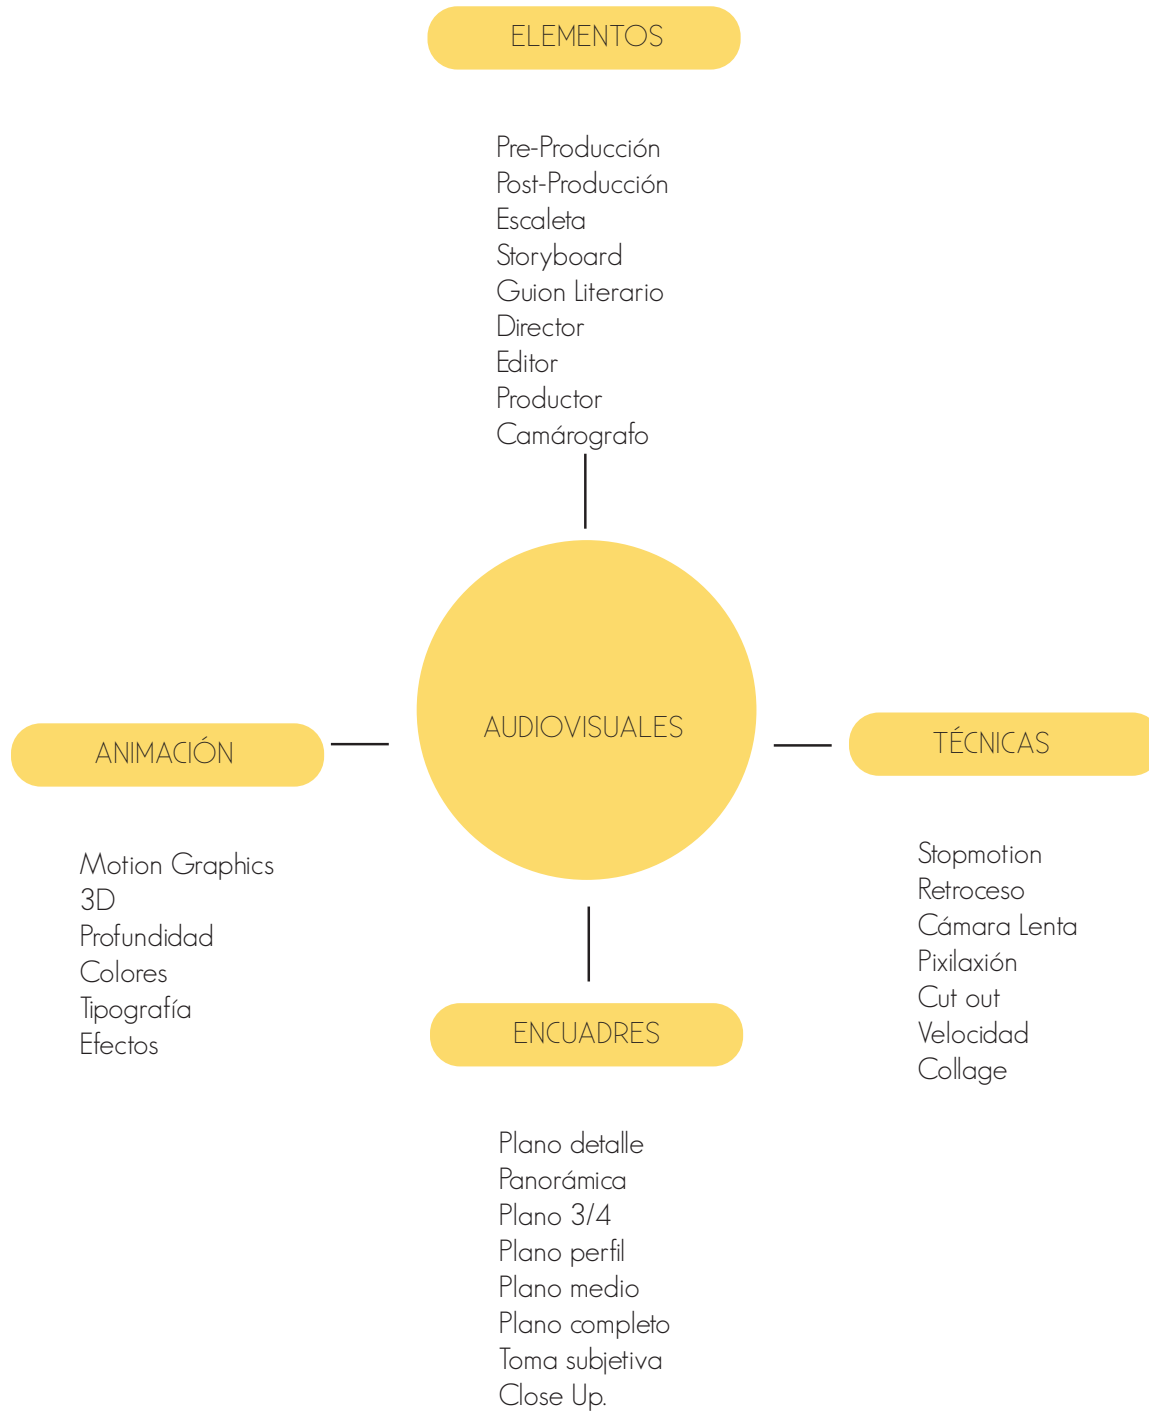 ELEMENTOS
Pre-Producción
Post-Producción
Escaleta
Storyboard
Guion Literario
Director
Editor
Productor
Camárografo
AUDIOVISUALES
ANIMACIÓN
Motion Graphics
3D
Profundidad
Colores
Tipografía
Efectos
TÉCNICAS
Stopmotion
Retroceso
Cámara Lenta
Pixilaxión
Cut out
Velocidad
Collage
ENCUADRES
Plano detalle
Panorámica
Plano 3/4
Plano perfil
Plano medio
Plano completo
Toma subjetiva
Close Up.